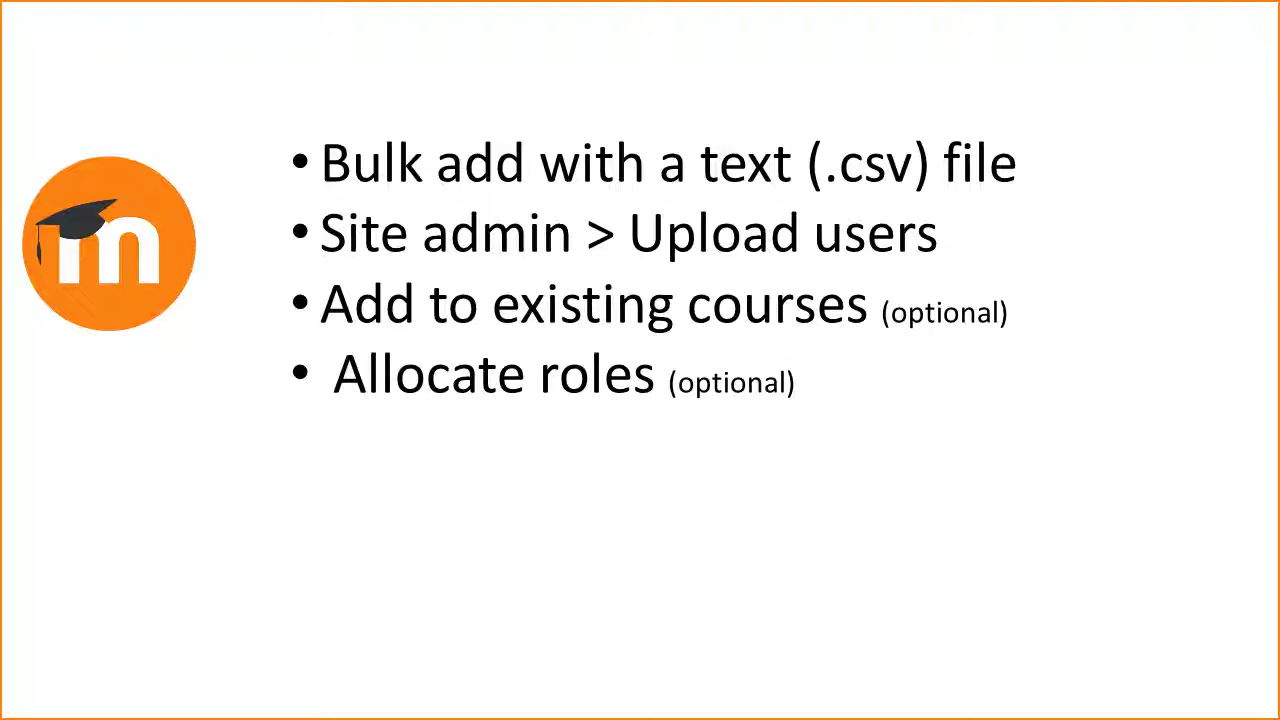 m
• Bulk add with a text (.csv) file
• Site admin > Upload users
• Add to existing courses (optional)
• Allocate roles (optional)